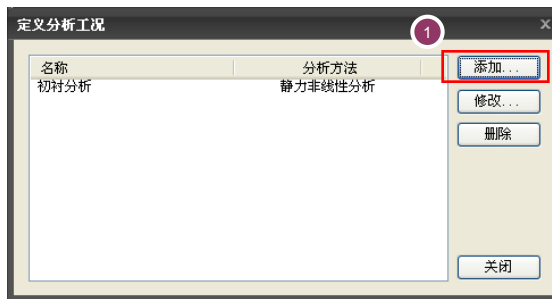 定义分析工况
1
x
名称 分析方法 添加...
初衬分析 静力非线性分析
修改...
删除
关闭